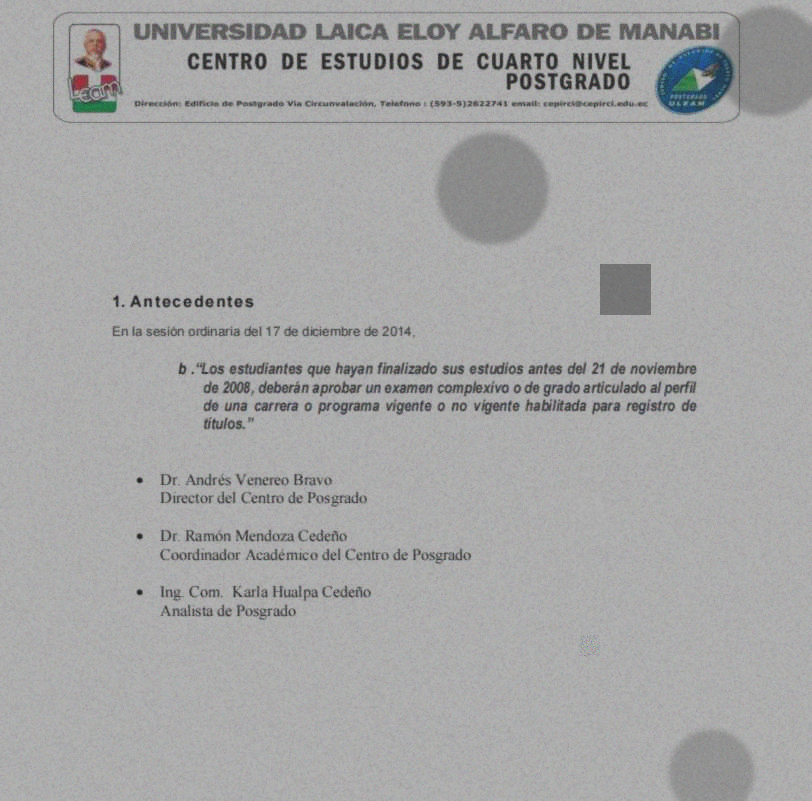 UNIVERSIDAD LAICA ELOY ALFARO DE MANABI
CENTRO DE ESTUDIOS DE CUARTO NIVEL
POSTGRADO
Dirección: Edificio de Postgrado Via Circunvalación, Telefono : (593-5)2622741 email: cepirci@cepirci.edu.ec
Leam
POSTGRADO
ULEAM
1. Antecedentes
En la sesión ordinaria del 17 de diciembre de 2014,
b ."Los estudiantes que hayan finalizado sus estudios antes del 21 de noviembre
de 2008, deberán aprobar un examen complexivo o de grado articulado al perfil
de una carrera o programa vigente o no vigente habilitada para registro de
títulos."
• Dr. Andrés Venereo Bravo
Director del Centro de Posgrado
• Dr. Ramón Mendoza Cedeño
Coordinador Académico del Centro de Posgrado
• Ing. Com. Karla Hualpa Cedeño
Analista de Posgrado